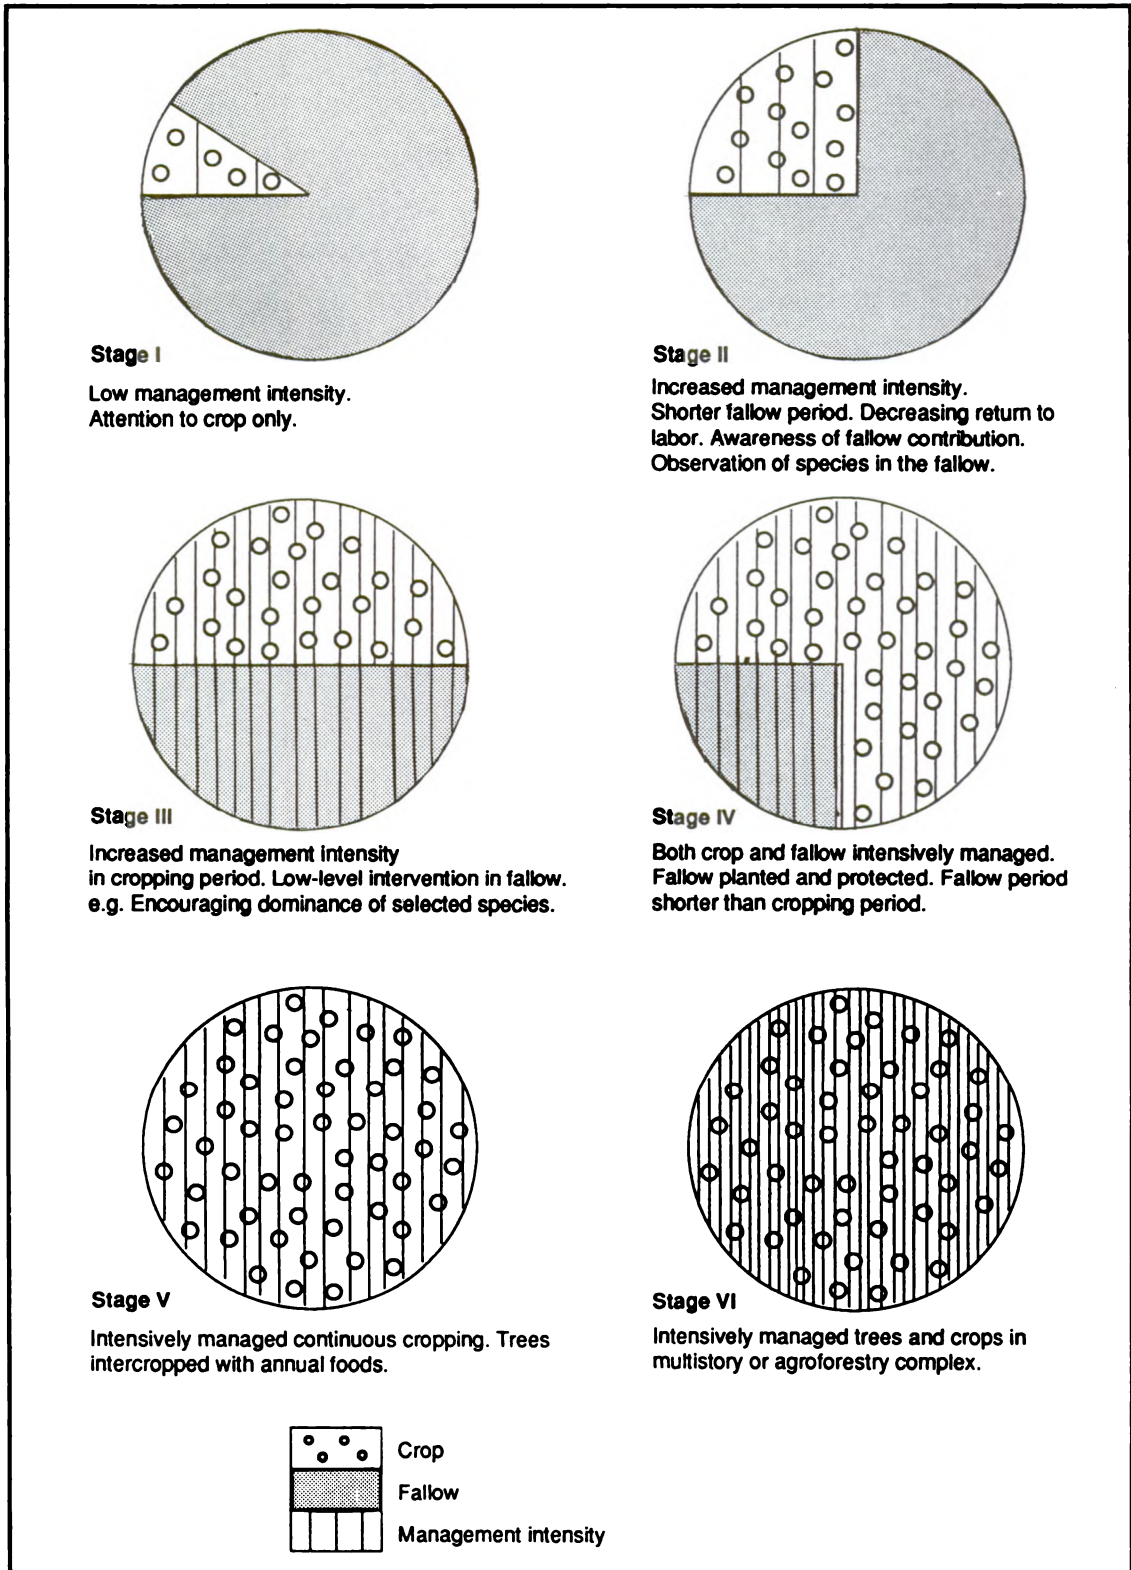 Stage I
Low management intensity.
Attention to crop only.
Stage II
Increased management intensity.
Shorter fallow period. Decreasing return to
labor. Awareness of fallow contribution.
Observation of species in the fallow.
Stage III
Increased management intensity
in cropping period. Low-level intervention in fallow.
e.g. Encouraging dominance of selected species.
Stage IV
Both crop and fallow intensively managed.
Fallow planted and protected. Fallow period
shorter than cropping period.
Stage V
Intensively managed continuous cropping. Trees
intercropped with annual foods.
Stage VI
Intensively managed trees and crops in
multistory or agroforestry complex.
Crop
Fallow
Management intensity